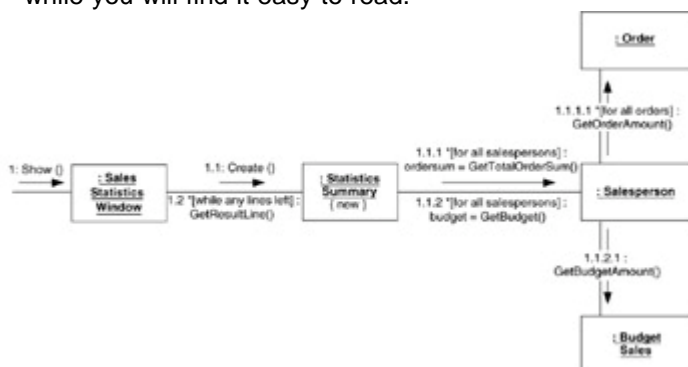 while you will find it easy to read.
: Order
1.1.1.1 *[for all orders] :
GetOrderAmount()
1: Show ()
: Sales
Statistics
Window
1.1: Create ()
1.2 *[while any lines left] :
GetResultLine()
: Statistics
Summary
{ new }
1.1.1 *[for all salespersons] :
ordersum = GetTotalOrderSum()
1.1.2 *[for all salespersons] :
budget = GetBudget()
: Salesperson
1.1.2.1 :
GetBudgetAmount()
: Budget
Sales